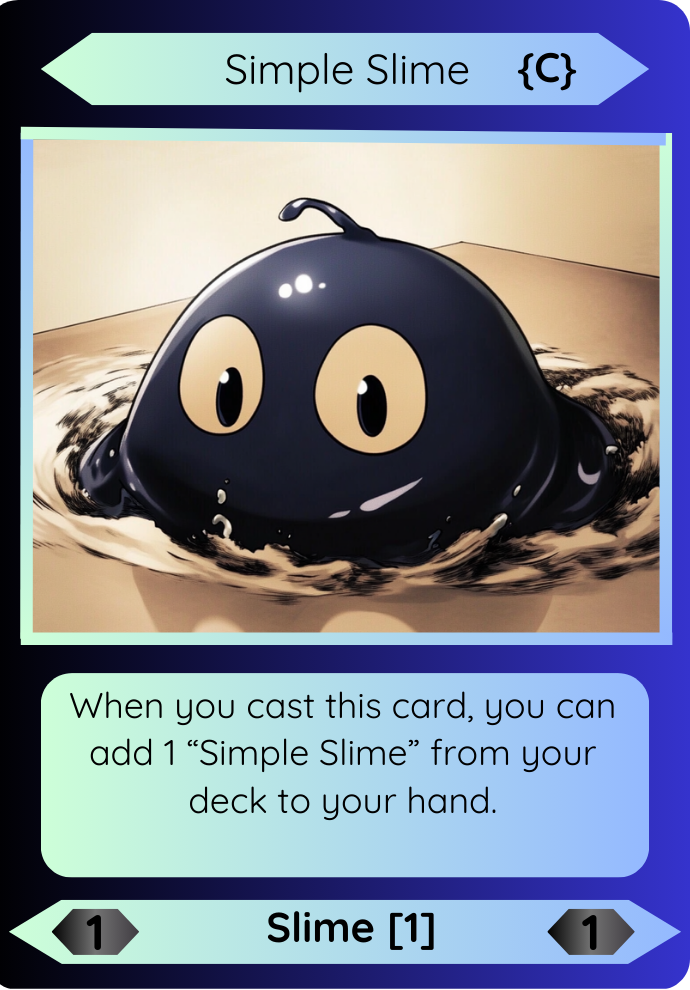 Simple Slime {C}
When you cast this card, you can
add 1 “Simple Slime” from your
deck to your hand.
1 Slime [1] 1